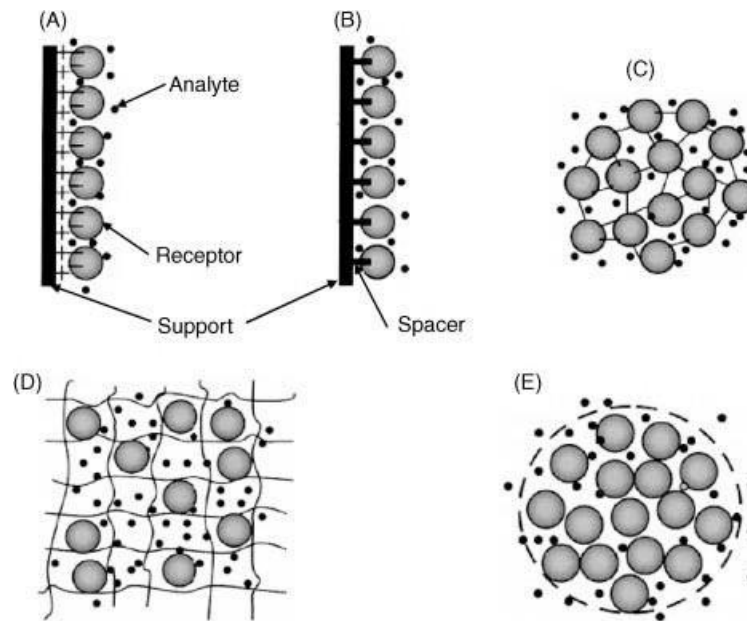 (A)
(B)
(C)
Analyte
Receptor
Support
Spacer
(D)
(E)